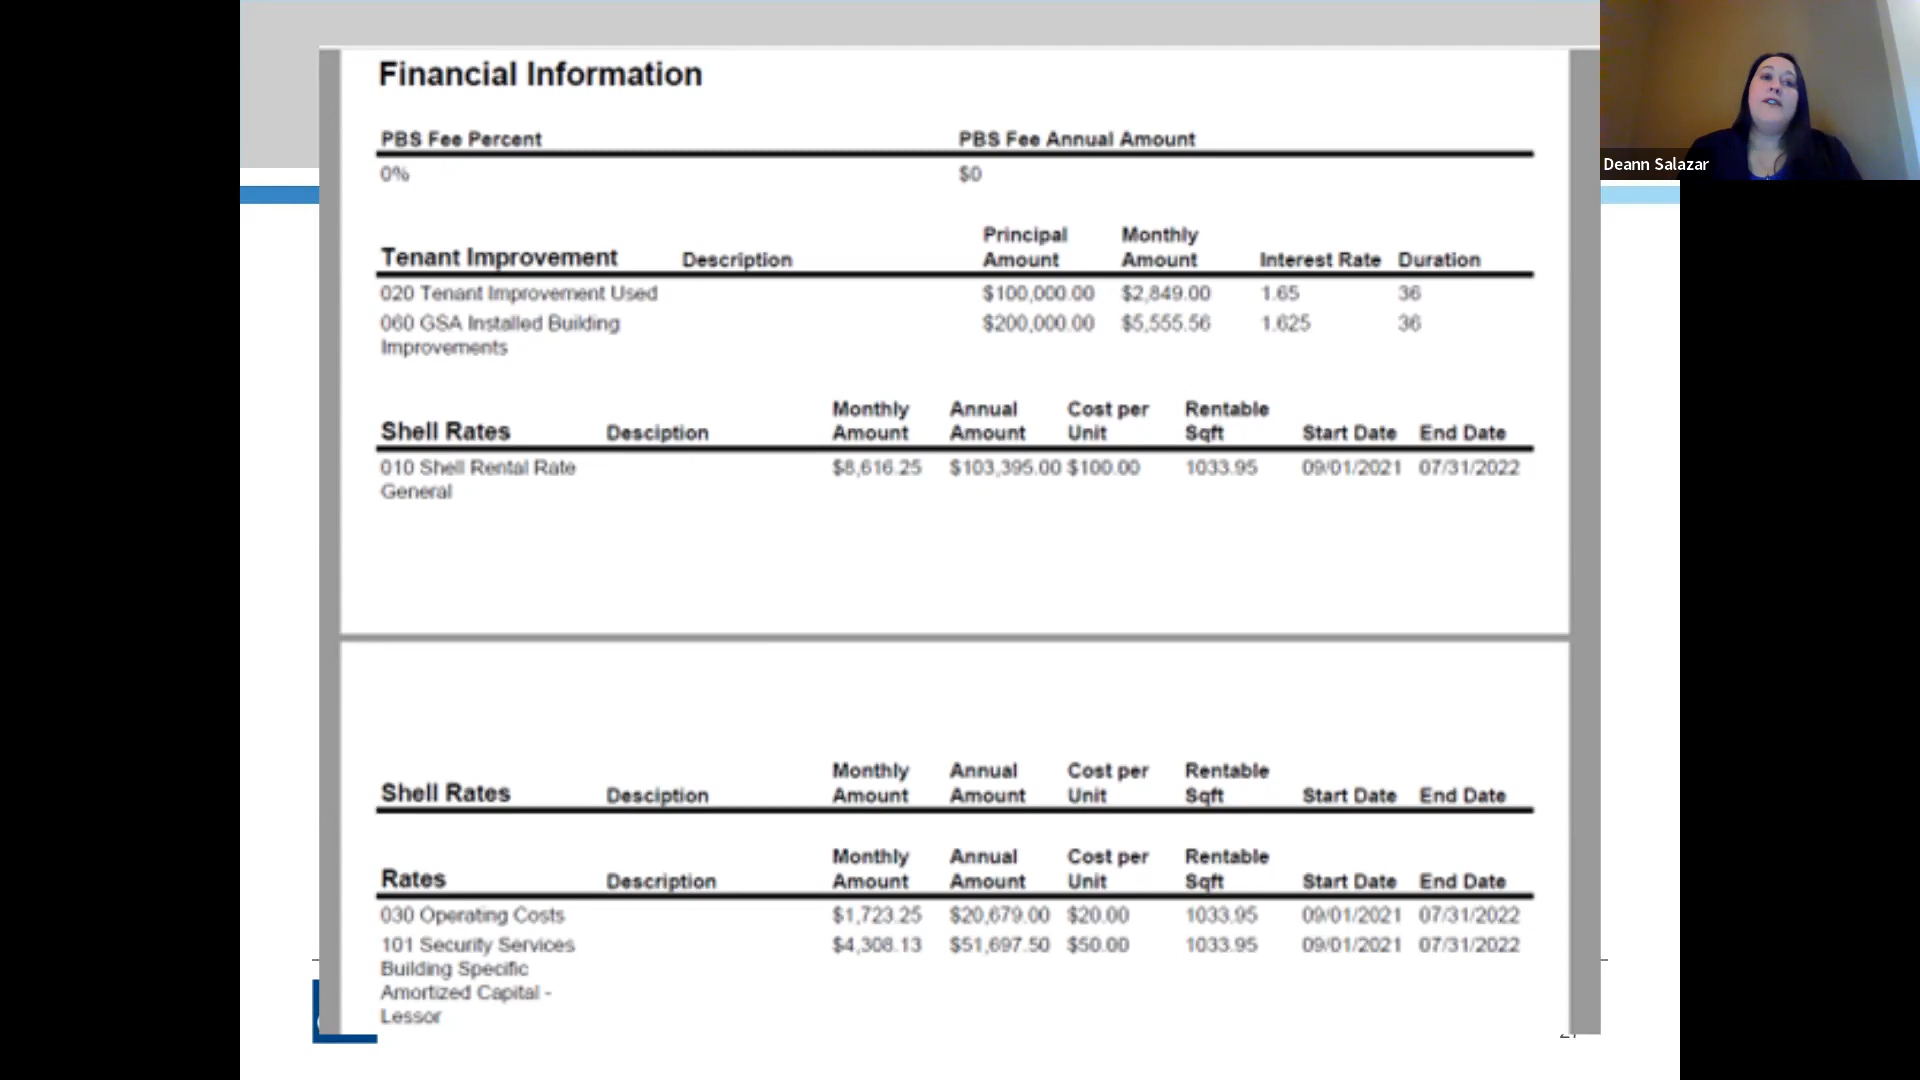 Financial Information
PBS Fee Percent PBS Fee Annual Amount
0% $0
Principal Monthly
Tenant Improvement Description Amount Amount Interest Rate Duration
020 Tenant Improvement Used $100,000.00 $2,849.00 1.65 36
060 GSA Installed Building $200,000.00 $5,555.56 1.625 36
Improvements
Monthly Annual Cost per Rentable
Shell Rates Desciption Amount Amount Unit Sqft Start Date End Date
010 Shell Rental Rate $8,616.25 $103,395.00 $100.00 1033.95 09/01/2021 07/31/2022
General
Monthly Annual Cost per Rentable
Shell Rates Desciption Amount Amount Unit Sqft Start Date End Date
Monthly Annual Cost per Rentable
Rates Description Amount Amount Unit Sqft Start Date End Date
030 Operating Costs $1,723.25 $20,679.00 $20.00 1033.95 09/01/2021 07/31/2022
101 Security Services $4,308.13 $51,697.50 $50.00 1033.95 09/01/2021 07/31/2022
Building Specific
Amortized Capital -
Lessor
Deann Salazar